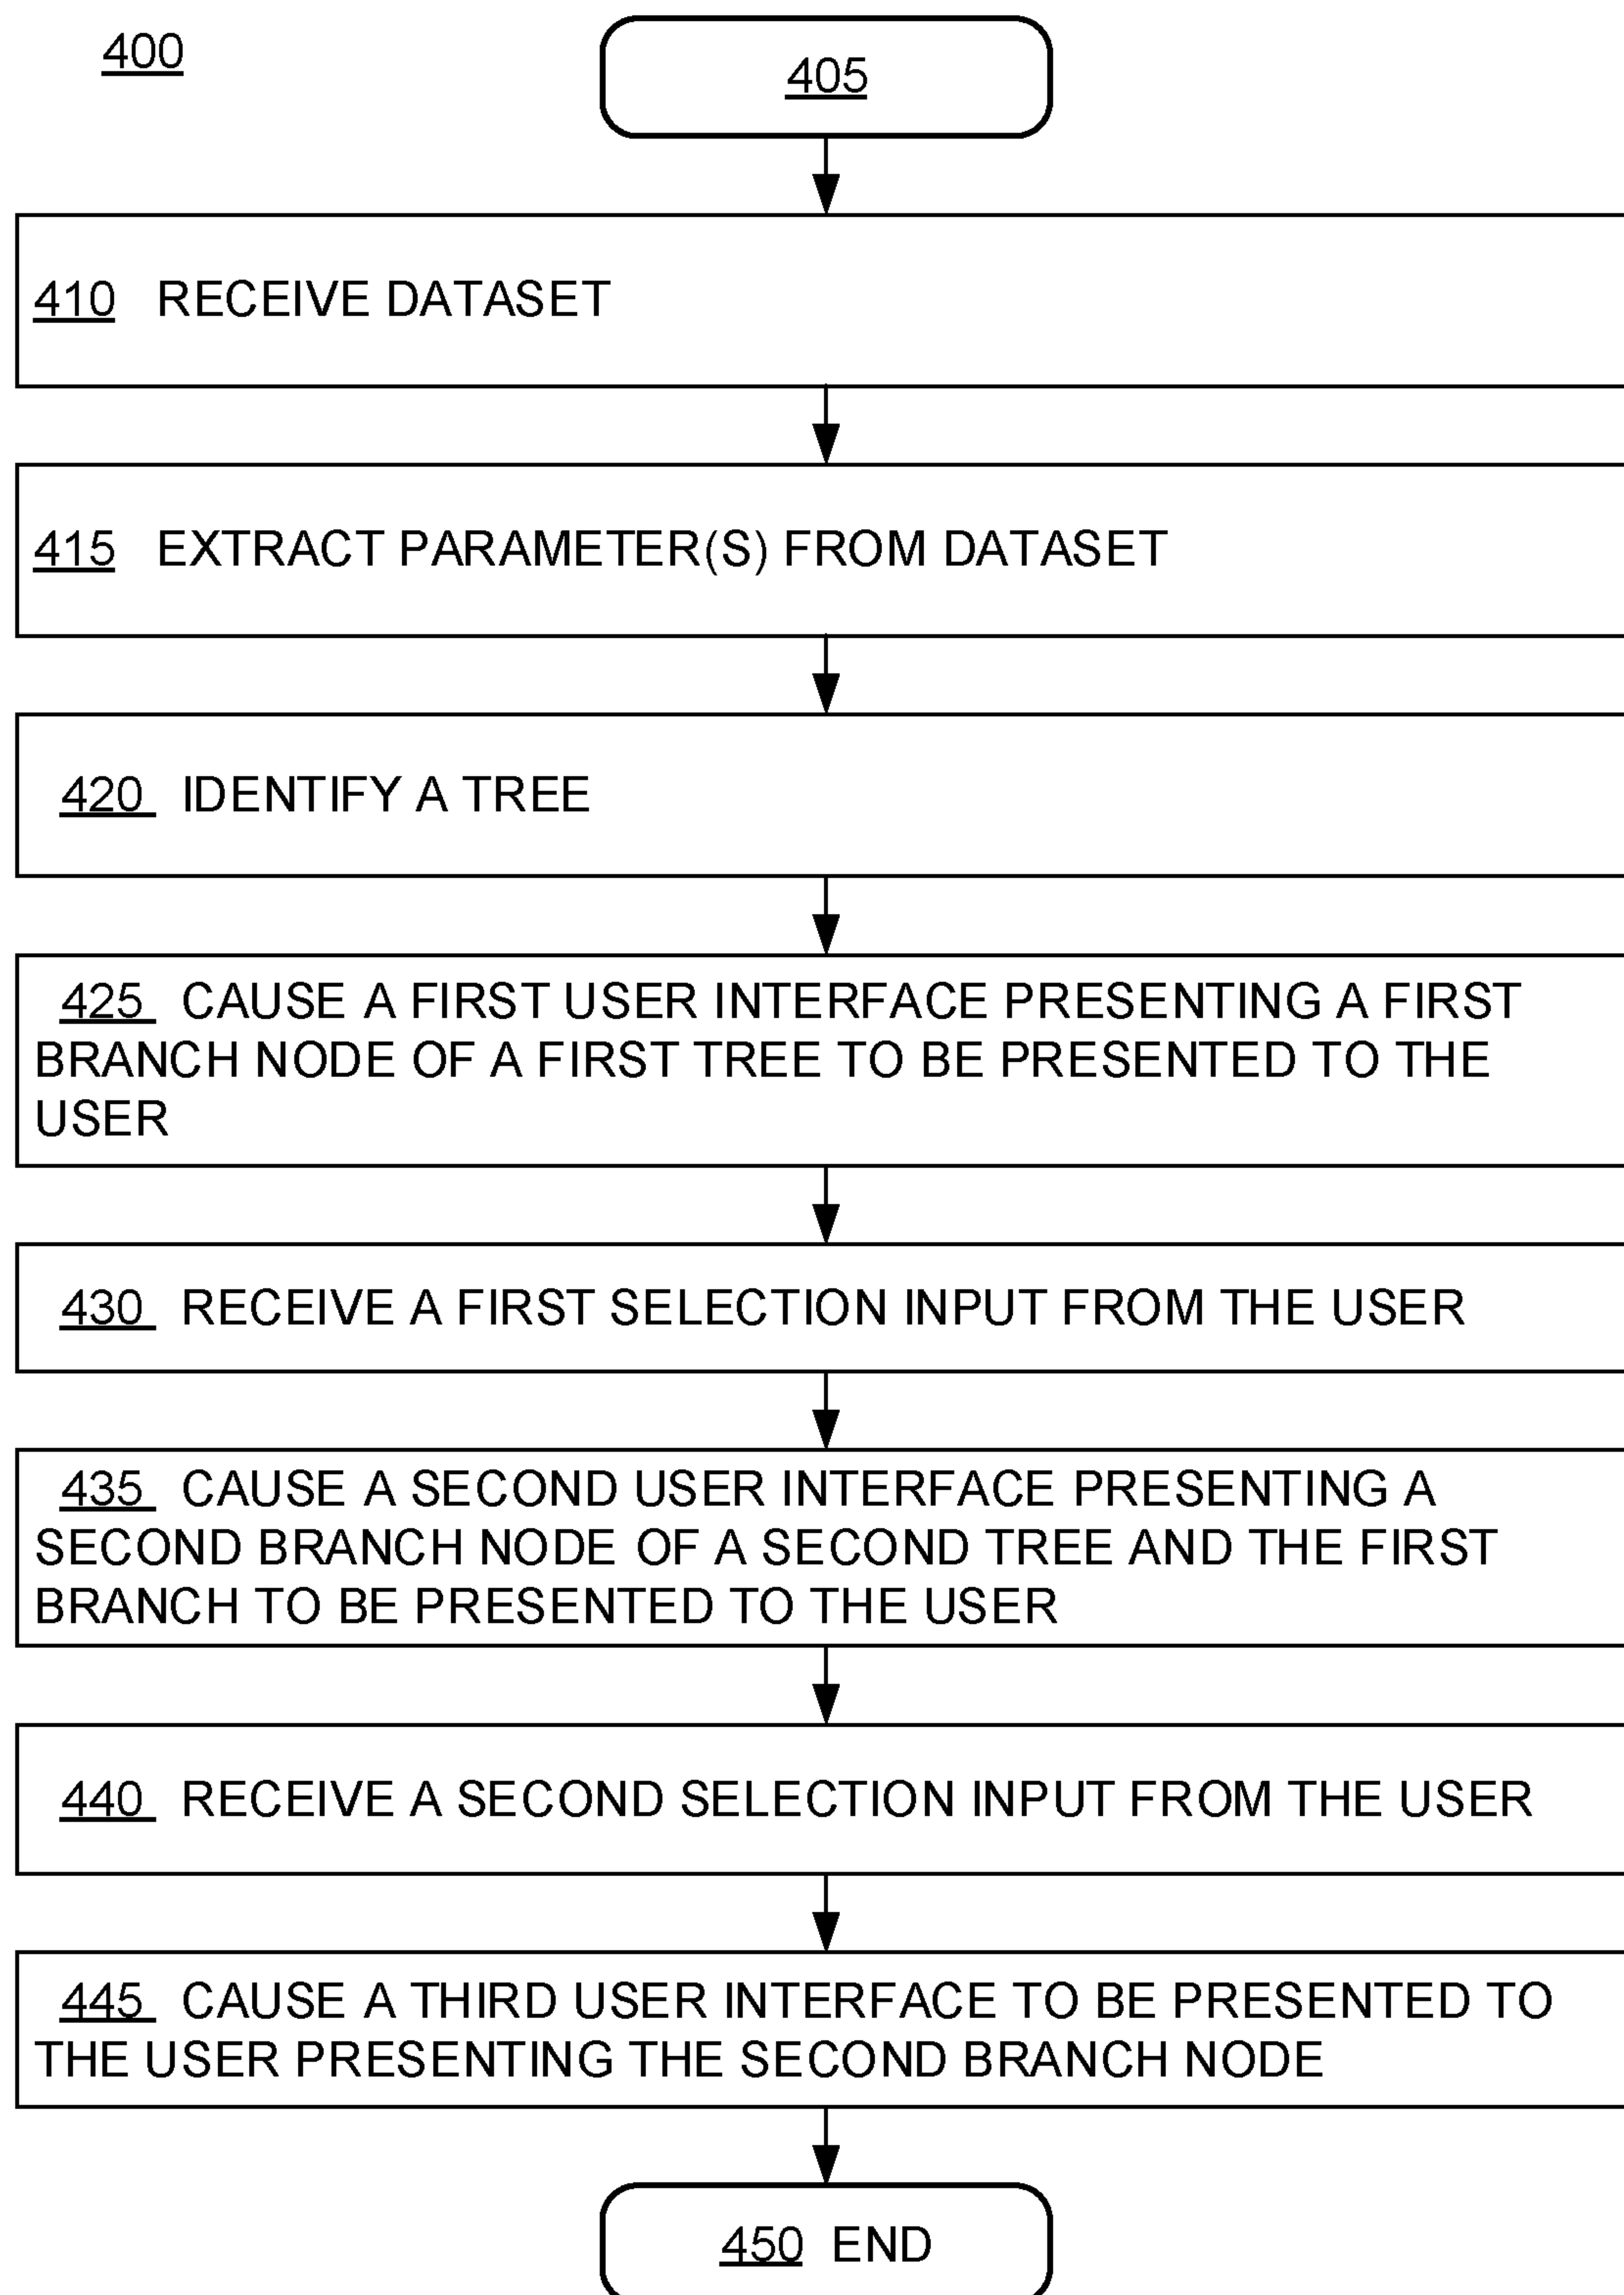 400
405
410 RECEIVE DATASET
415 EXTRACT PARAMETER(S) FROM DATASET
420 IDENTIFY A TREE
425 CAUSE A FIRST USER INTERFACE PRESENTING A FIRST
BRANCH NODE OF A FIRST TREE TO BE PRESENTED TO THE
USER
430 RECEIVE A FIRST SELECTION INPUT FROM THE USER
435 CAUSE A SECOND USER INTERFACE PRESENTING A
SECOND BRANCH NODE OF A SECOND TREE AND THE FIRST
BRANCH TO BE PRESENTED TO THE USER
440 RECEIVE A SECOND SELECTION INPUT FROM THE USER
445 CAUSE A THIRD USER INTERFACE TO BE PRESENTED TO
THE USER PRESENTING THE SECOND BRANCH NODE
450 END